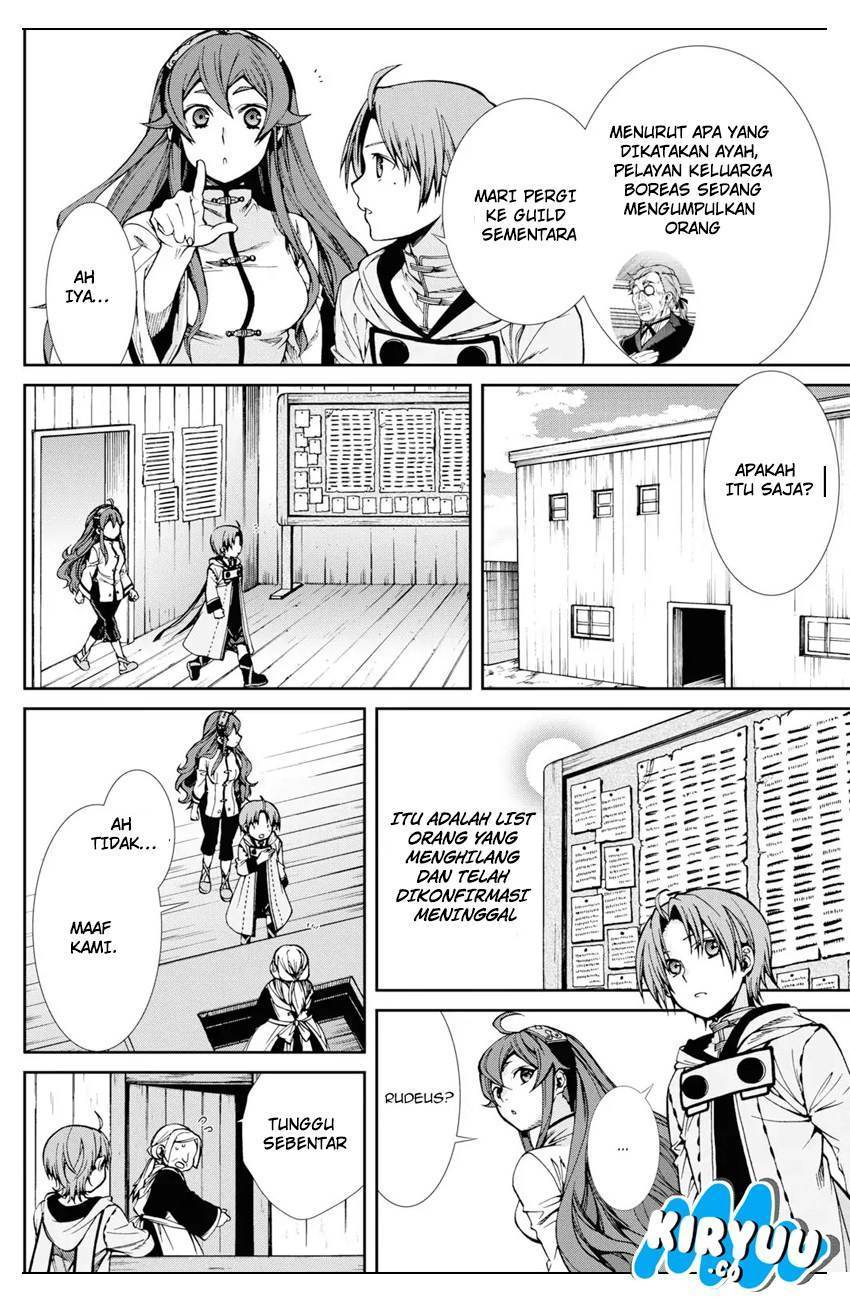 MENURUT APA YANG
DIKATAKAN AYAH,
PELAYAN KELUARGA
BOREAS SEDANG
MENGUMPULKAN
ORANG
MARI PERGI
KE GUILD
SEMENTARA
AH
IYA...
APAKAH
ITU SAJA?
ITU ADALAH LIST
ORANG YANG
MENGHILANG
DAN TELAH
DIKONFIRMASI
MENINGGAL
RUDEUS?
...
AH
TIDAK...
MAAF
KAMI.
TUNGGU
SEBENTAR
KIRYUU
.CO